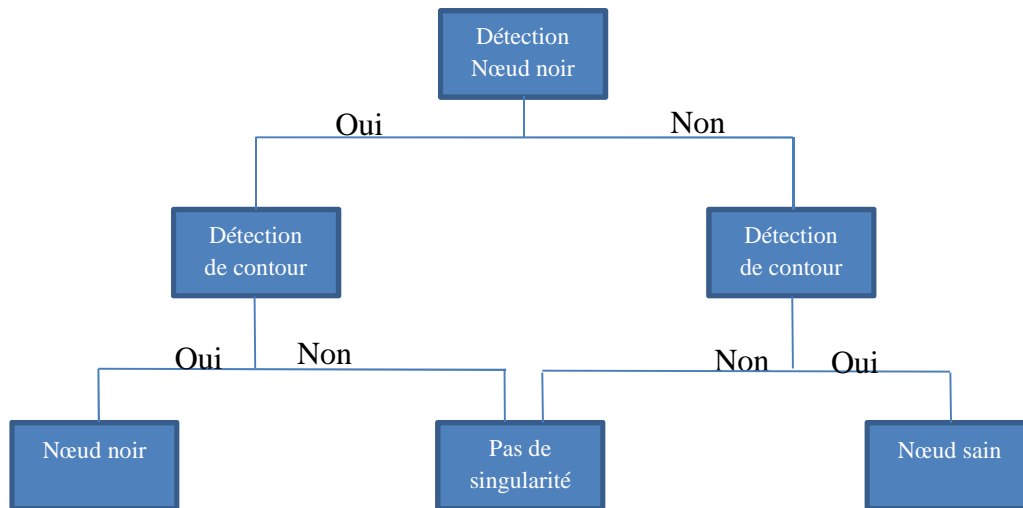 Détection
Nœud noir
Oui
Non
Détection
de contour
Détection
de contour
Oui
Non
Non
Oui
Nœud noir
Pas de
singularité
Nœud sain